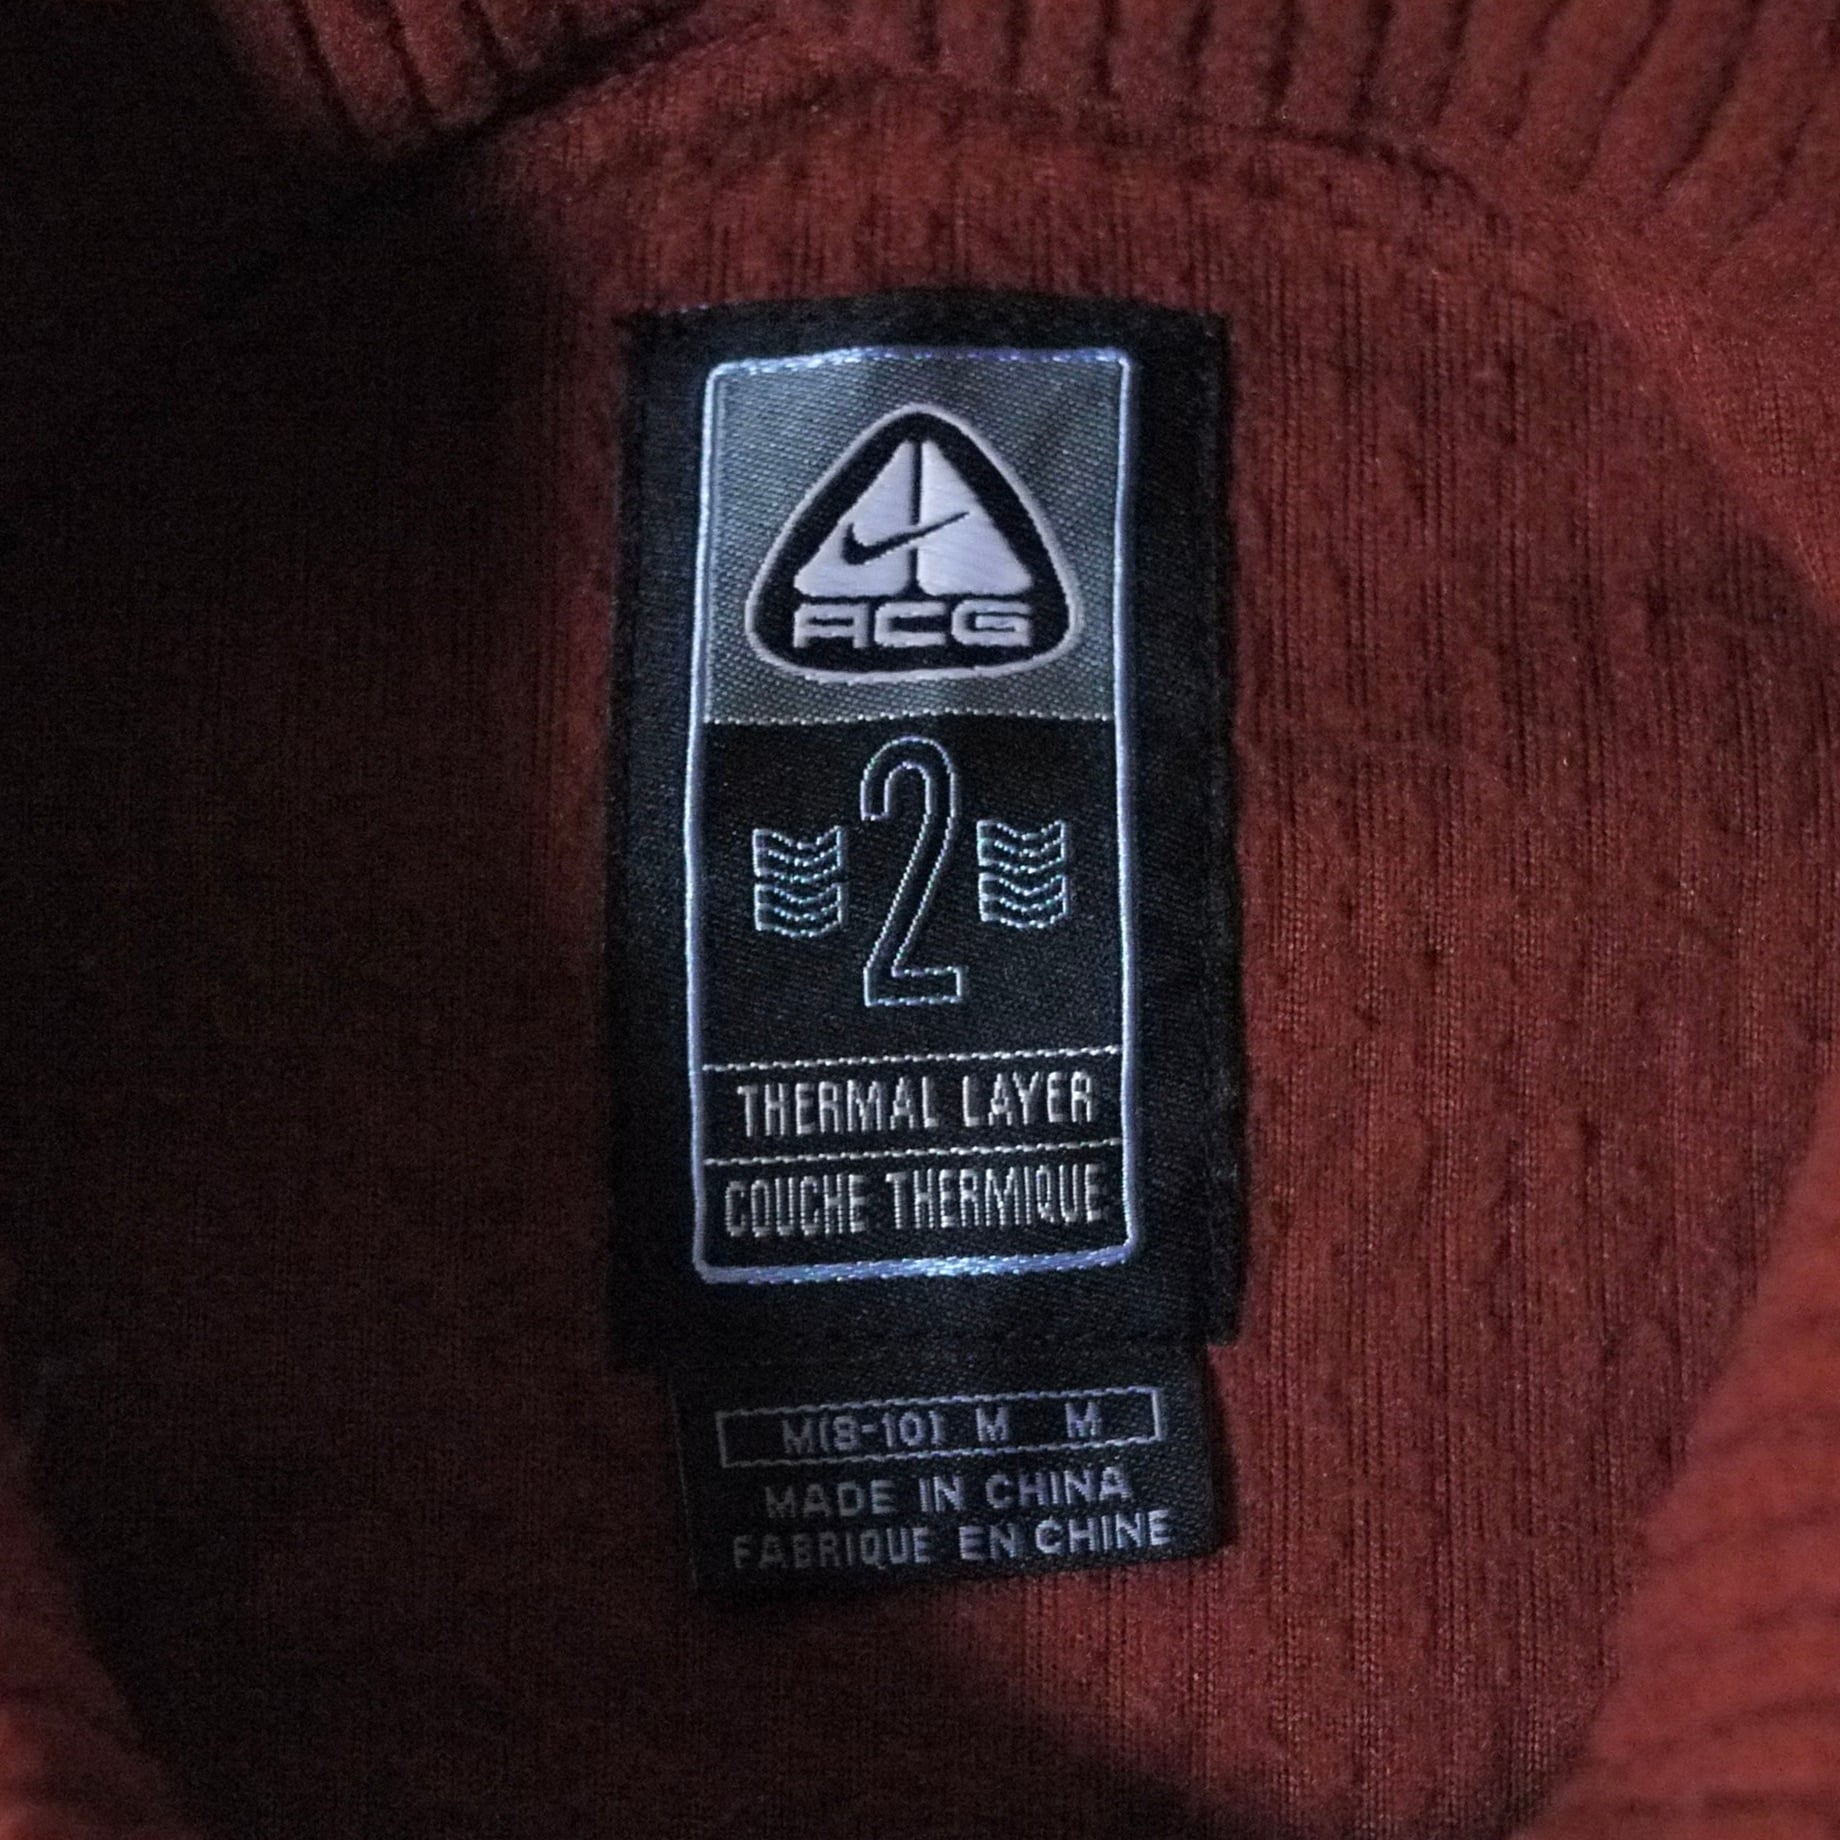 ACG
2
THERMAL LAYER
COUCHE THERMIQUE
M(8-10) M M
MADE IN CHINA
FABRIQUE EN CHINE